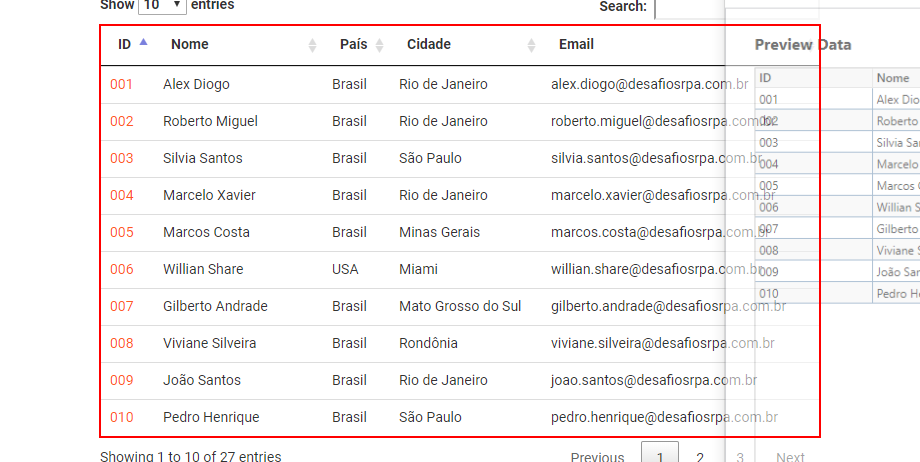 Show 10 entries Search:
ID Nome País Cidade Email
001 Alex Diogo Brasil Rio de Janeiro alex.diogo@desafiosrpa.com.br
002 Roberto Miguel Brasil Rio de Janeiro roberto.miguel@desafiosrpa.com.br
003 Silvia Santos Brasil São Paulo silvia.santos@desafiosrpa.com.br
004 Marcelo Xavier Brasil Rio de Janeiro marcelo.xavier@desafiosrpa.com.br
005 Marcos Costa Brasil Minas Gerais marcos.costa@desafiosrpa.com.br
006 Willian Share USA Miami willian.share@desafiosrpa.com.br
007 Gilberto Andrade Brasil Mato Grosso do Sul gilberto.andrade@desafiosrpa.com.br
008 Viviane Silveira Brasil Rondônia viviane.silveira@desafiosrpa.com.br
009 João Santos Brasil Rio de Janeiro joao.santos@desafiosrpa.com.br
010 Pedro Henrique Brasil São Paulo pedro.henrique@desafiosrpa.com.br
Showing 1 to 10 of 27 entries Previous 1 2 3 Next
Preview Data
ID Nome
001 Alex Dio
002 Roberto
003 Silvia Sa
004 Marcelo
005 Marcos
006 Willian S
007 Gilberto
008 Viviane S
009 João Sar
010 Pedro He